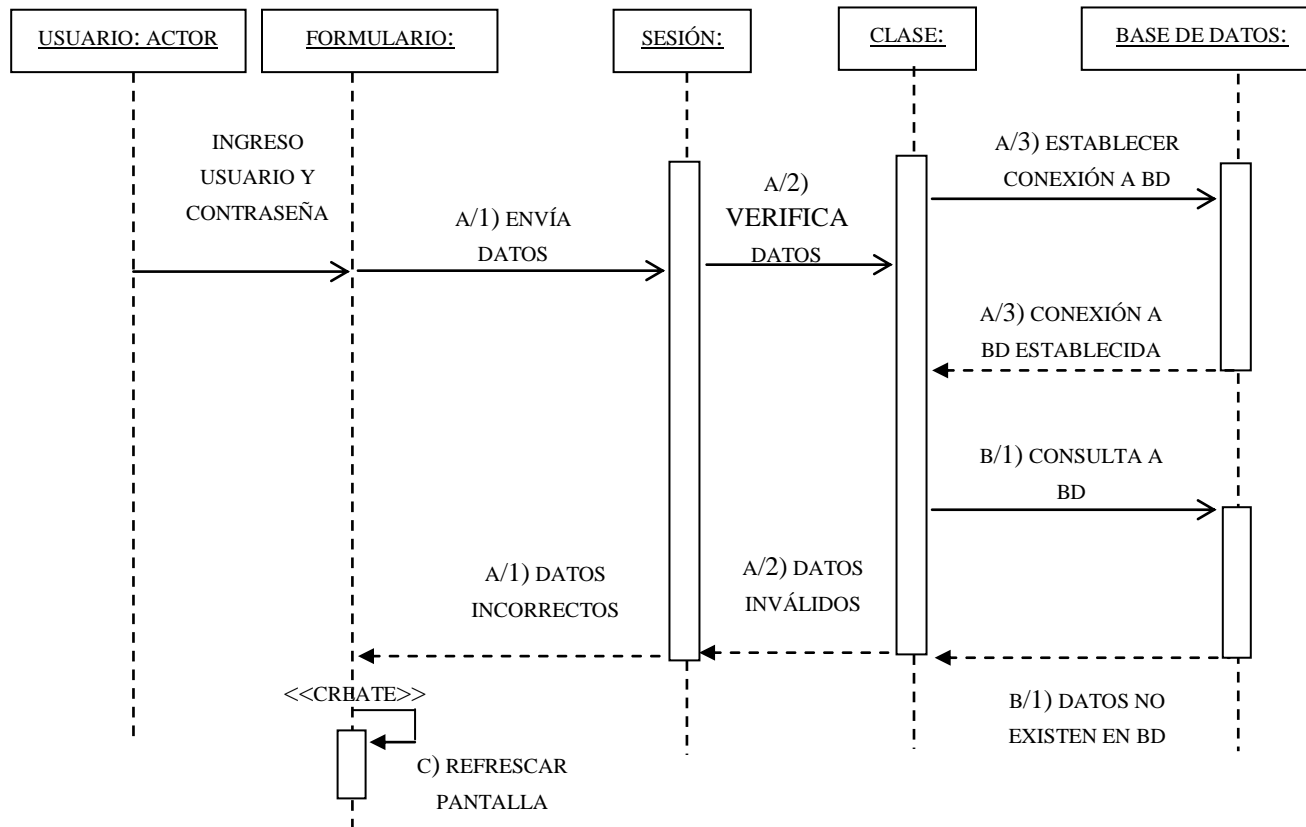 USUARIO: ACTOR
FORMULARIO:
SESIÓN:
CLASE:
BASE DE DATOS:
INGRESO
USUARIO Y
CONTRASEÑA
A/1) ENVÍA
DATOS
A/2)
VERIFICA
DATOS
A/3) ESTABLECER
CONEXIÓN A BD
A/3) CONEXIÓN A
BD ESTABLECIDA
B/1) CONSULTA A
BD
A/1) DATOS
INCORRECTOS
A/2) DATOS
INVÁLIDOS
B/1) DATOS NO
EXISTEN EN BD
<<CREATE>>
C) REFRESCAR
PANTALLA